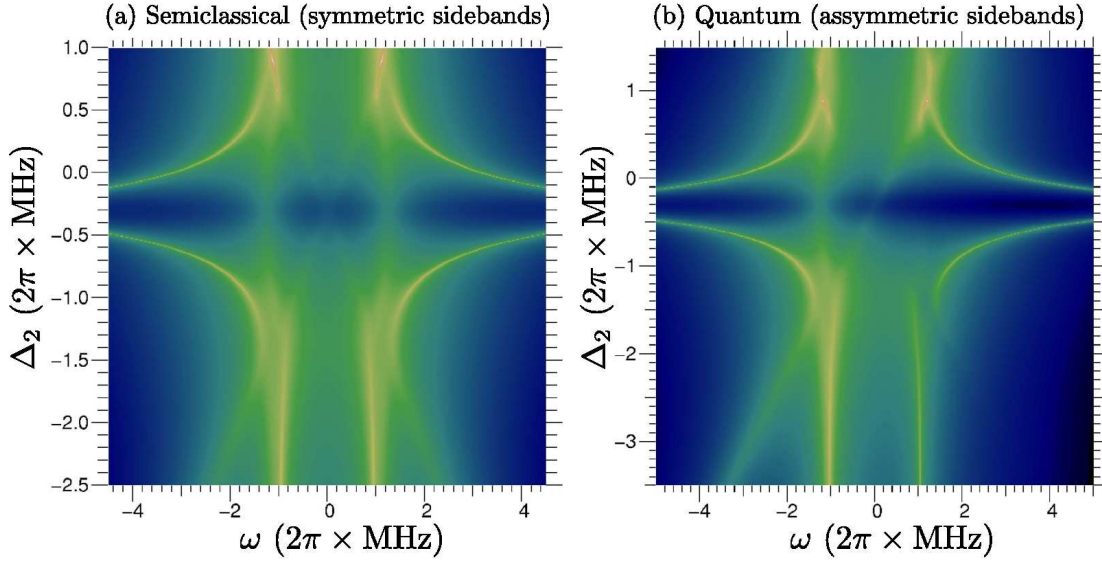 (a) Semiclassical (symmetric sidebands)
(b) Quantum (assymmetric sidebands)
Δ₂ (2π × MHz)
1.0
0.5
0.0
−0.5
−1.0
−1.5
−2.0
−2.5
−4 −2 0 2 4
ω (2π × MHz)
Δ₂ (2π × MHz)
1
0
−1
−2
−3
−4 −2 0 2 4
ω (2π × MHz)